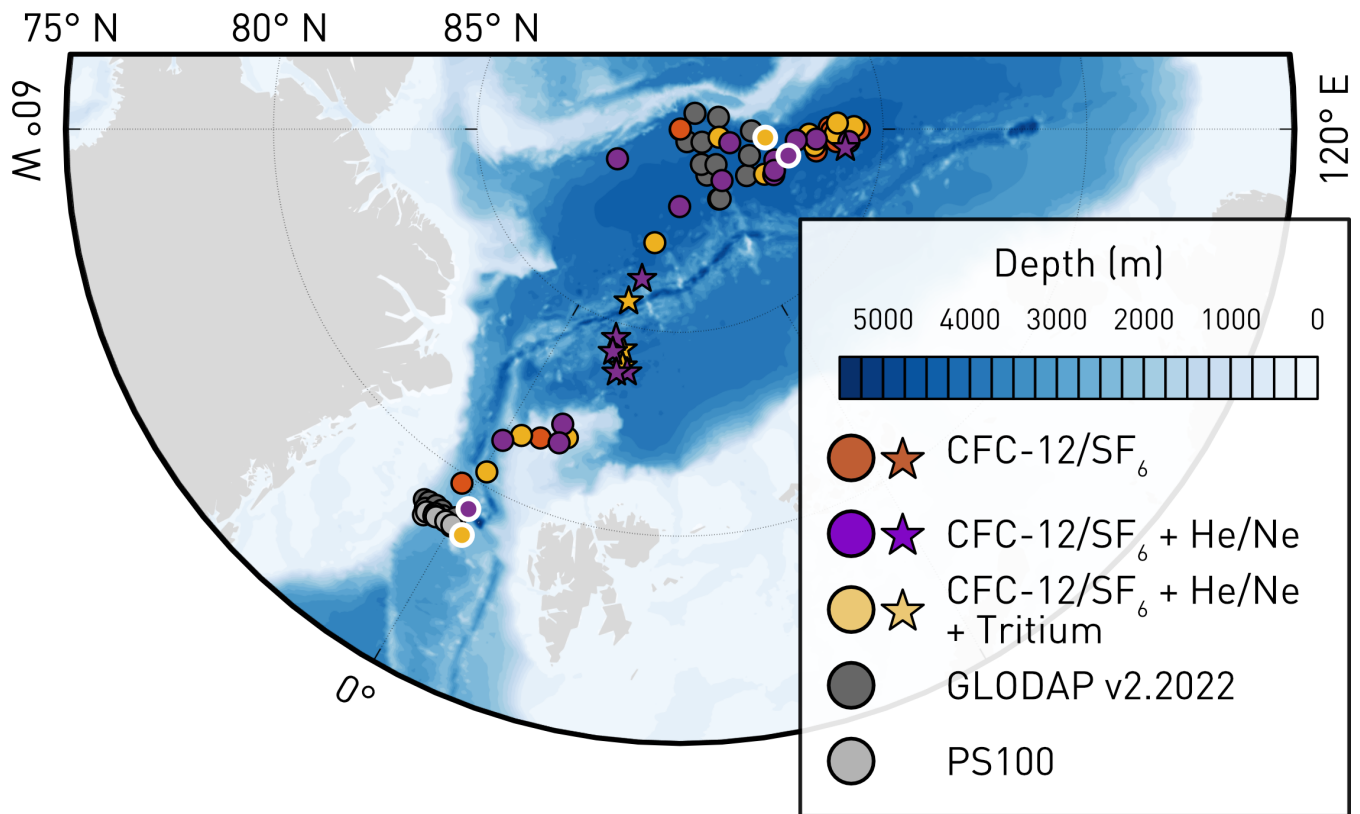 75° N
80° N
85° N
60° W
120° E
0°
Depth (m)
5000 4000 3000 2000 1000 0
CFC-12/SF₆
CFC-12/SF₆ + He/Ne
CFC-12/SF₆ + He/Ne
+ Tritium
GLODAP v2.2022
PS100